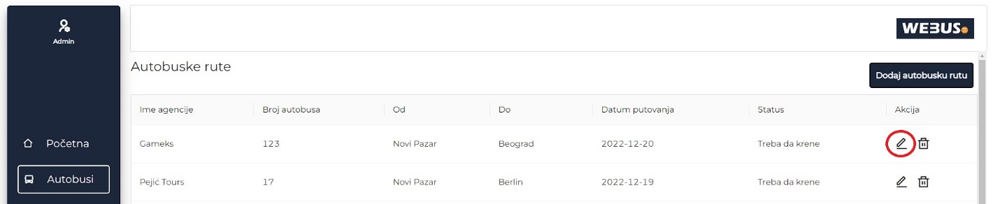 Admin
WEBUS
Autobuske rute
Dodaj autobusku rutu
Ime agencije Broj autobusa Od Do Datum putovanja Status Akcija
Početna
Gameks 123 Novi Pazar Beograd 2022-12-20 Treba da krene
Autobusi
Pejić Tours 17 Novi Pazar Berlin 2022-12-19 Treba da krene